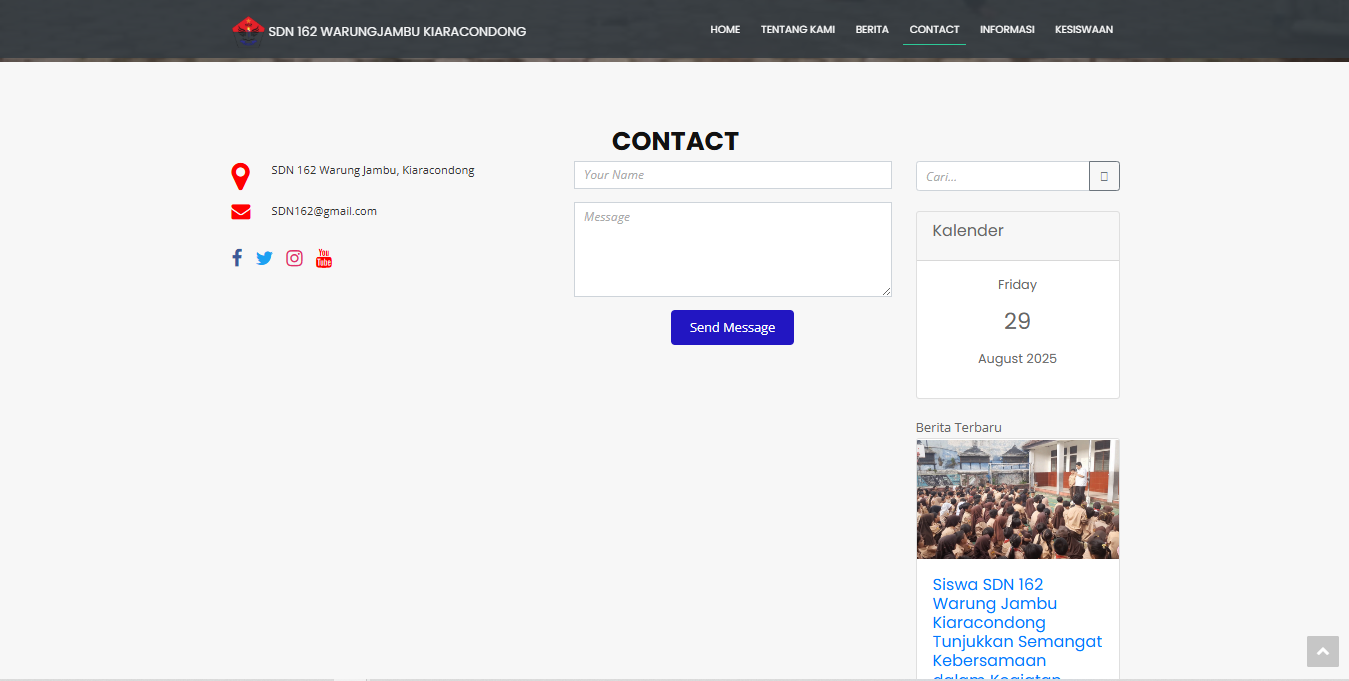 SDN 162 WARUNGJAMBU KIARACONDONG
HOME
TENTANG KAMI
BERITA
CONTACT
INFORMASI
KESISWAAN
CONTACT
SDN 162 Warung Jambu, Kiaracondong
SDN162@gmail.com
You
Tube
Your Name
Message
Send Message
Cari...
Kalender
Friday
29
August 2025
Berita Terbaru
Siswa SDN 162
Warung Jambu
Kiaracondong
Tunjukkan Semangat
Kebersamaan
dalam Kegiatan